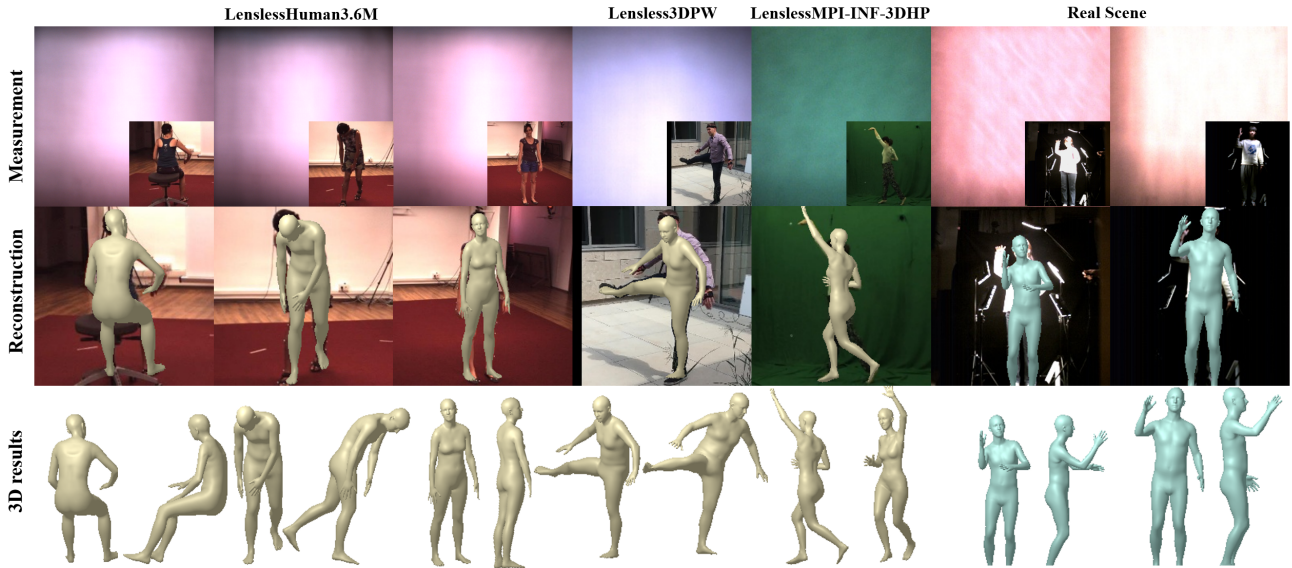 LenslessHuman3.6M
Lensless3DPW
LenslessMPI-INF-3DHP
Real Scene
Measurement
Reconstruction
3D results